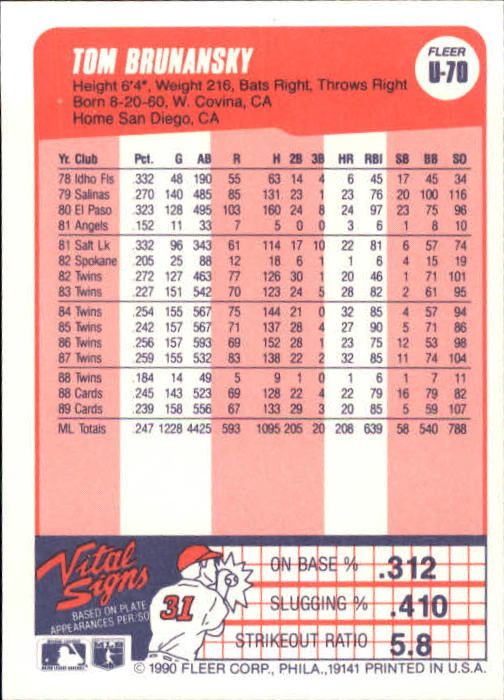 TOM BRUNANSKY
FLEER
U-70
Height 6'4", Weight 216, Bats Right, Throws Right
Born 8-20-60, W. Covina, CA
Home San Diego, CA
Yr. Club Pct. G AB R H 2B 3B HR RBI SB BB SO
78 Idho Fls .332 48 190 55 63 14 4 6 45 17 45 34
79 Salinas .270 140 485 85 131 23 1 23 76 20 100 116
80 El Paso .323 128 495 103 160 24 8 24 97 23 75 96
81 Angels .152 11 33 7 5 0 0 3 6 1 8 10
81 Salt Lk .332 96 343 61 114 17 10 22 81 6 57 74
82 Spokane .205 25 88 12 18 6 1 1 6 4 15 19
82 Twins .272 127 463 77 126 30 1 20 46 1 71 101
83 Twins .227 151 542 70 123 24 5 28 82 2 61 95
84 Twins .254 155 567 75 144 21 0 32 85 4 57 94
85 Twins .242 157 567 71 137 28 4 27 90 5 71 86
86 Twins .256 157 593 69 152 28 1 23 75 12 53 98
87 Twins .259 155 532 83 138 22 2 32 85 11 74 104
88 Twins .184 14 49 5 9 1 0 1 6 1 7 11
88 Cards .245 143 523 69 128 22 4 22 79 16 79 82
89 Cards .239 158 556 67 133 29 3 20 85 5 59 107
ML Totals .247 1228 4425 593 1095 205 20 208 639 58 540 788
Vital
Signs
BASED ON PLATE
APPEARANCES PER/50
31
ON BASE % .312
SLUGGING % .410
STRIKEOUT RATIO 5.8
© 1990 FLEER CORP., PHILA., 19141 PRINTED IN U.S.A.